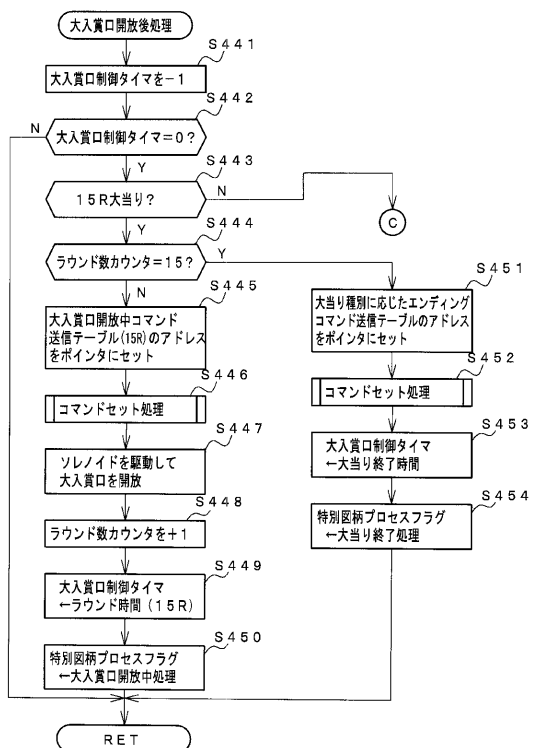 大入賞口開放後処理
S441
大入賞口制御タイマを－1
S442
大入賞口制御タイマ＝0？
N
Y
S443
15R大当り？
N
Y
C
S444
ラウンド数カウンタ＝15？
Y
N
S445
大入賞口開放中コマンド
送信テーブル(15R)のアドレス
をポインタにセット
S446
コマンドセット処理
S447
ソレノイドを駆動して
大入賞口を開放
S448
ラウンド数カウンタを＋1
S449
大入賞口制御タイマ
←ラウンド時間（15R）
S450
特別図柄プロセスフラグ
←大入賞口開放中処理
S451
大当り種別に応じたエンディング
コマンド送信テーブルのアドレス
をポインタにセット
S452
コマンドセット処理
S453
大入賞口制御タイマ
←大当り終了時間
S454
特別図柄プロセスフラグ
←大当り終了処理
RET